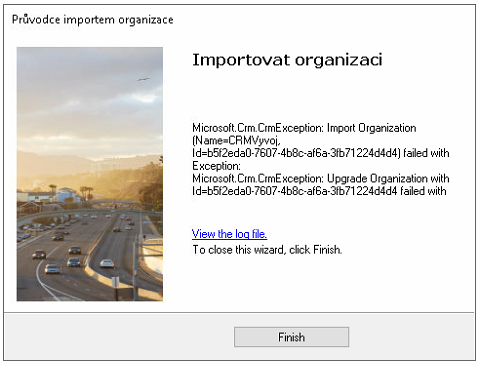 Průvodce importem organizace
Importovat organizaci
Microsoft.Crm.CrmException: Import Organization
(Name=CRMVyvoj,
Id=b5f2eda0-7607-4b8c-af6a-3fb71224d4d4) failed with
Exception:
Microsoft.Crm.CrmException: Upgrade Organization with
Id=b5f2eda0-7607-4b8c-af6a-3fb71224d4d4 failed with
View the log file.
To close this wizard, click Finish.
Finish